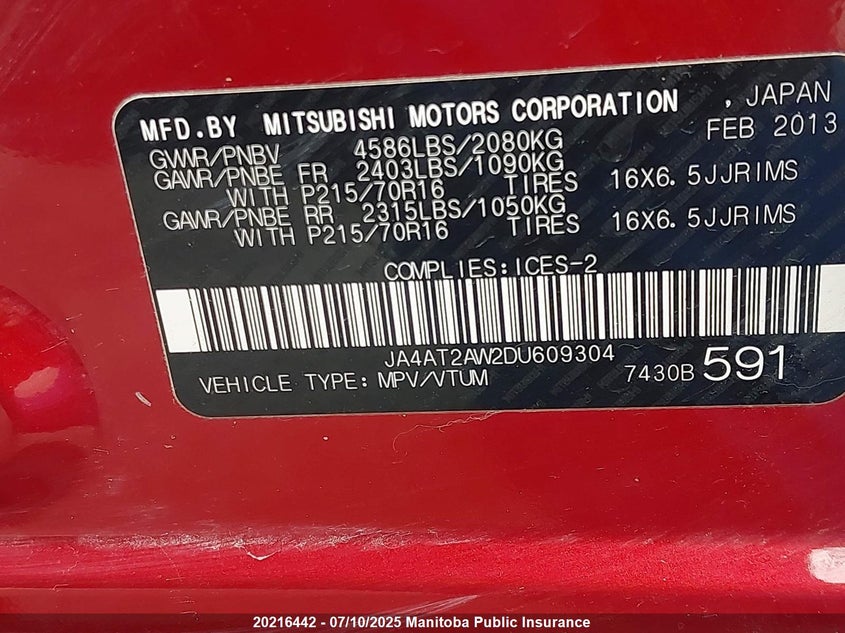 MFD.BY MITSUBISHI MOTORS CORPORATION , JAPAN
GVWR/PNBV 4586LBS/2080KG FEB 2013
GAWR/PNBE FR 2403LBS/1090KG
WITH P215/70R16 TIRES 16X6.5JJRIMS
GAWR/PNBE RR 2315LBS/1050KG
WITH P215/70R16 TIRES 16X6.5JJRIMS
COMPLIES:ICES-2
JA4AT2AW2DU609304
VEHICLE TYPE:MPV/VTUM 7430B 591
20216442 - 07/10/2025 Manitoba Public Insurance